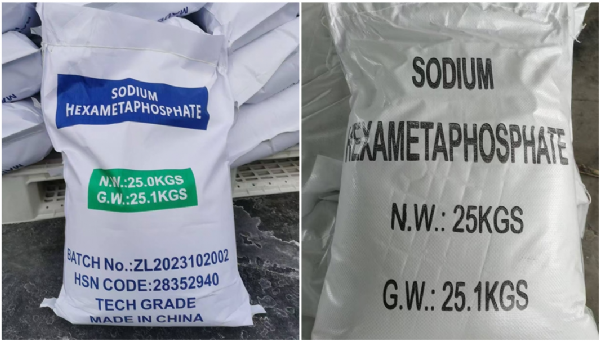 SODIUM
HEXAMETAPHOSPHATE
N.W.:25.0KGS
G.W.:25.1KGS
BATCH No.:ZL2023102002
HSN CODE:28352940
TECH GRADE
MADE IN CHINA
SODIUM
HEXAMETAPHOSPHATE
N.W.: 25KGS
G.W.: 25.1KGS